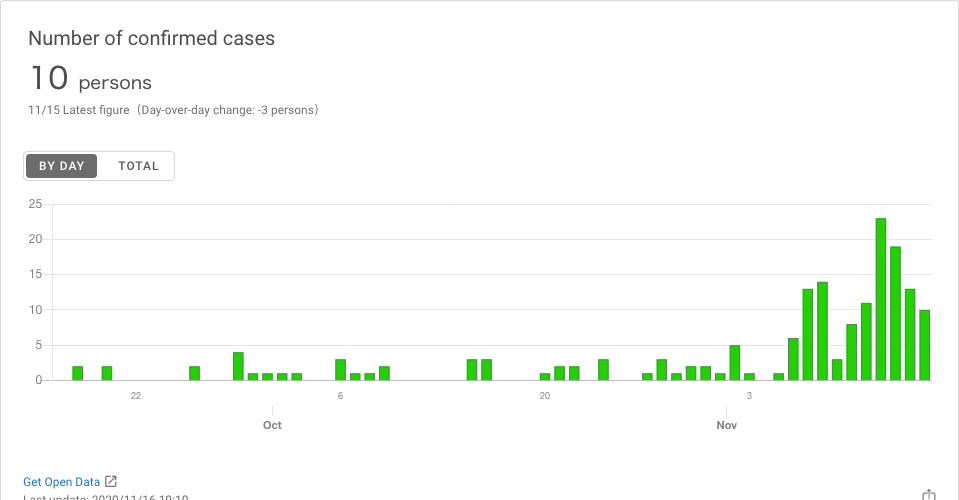 Number of confirmed cases
10 persons
11/15 Latest figure（Day-over-day change: -3 persons）
BY DAY TOTAL
25
20
15
10
5
0
22 6 20 3
Oct Nov
Get Open Data
Last update: 2020/11/16 19:10